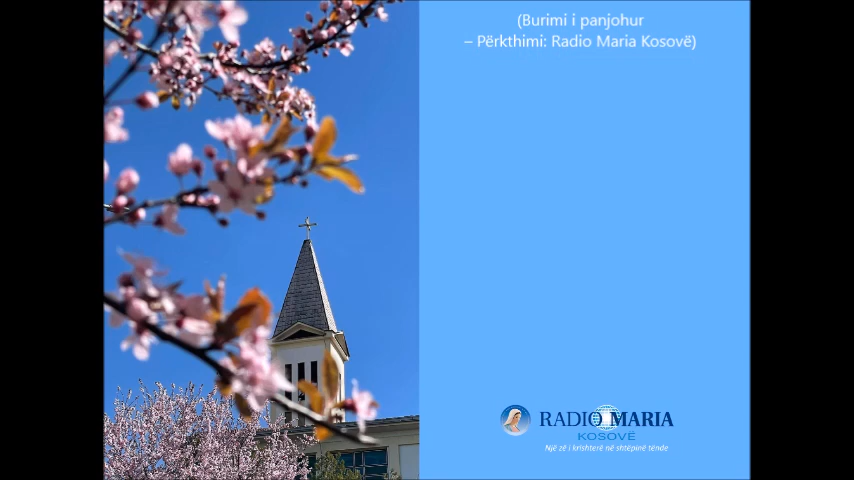 (Burimi i panjohur
– Përkthimi: Radio Maria Kosovë)
RADIO MARIA
KOSOVË
Një zë i krishterë në shtëpinë tënde